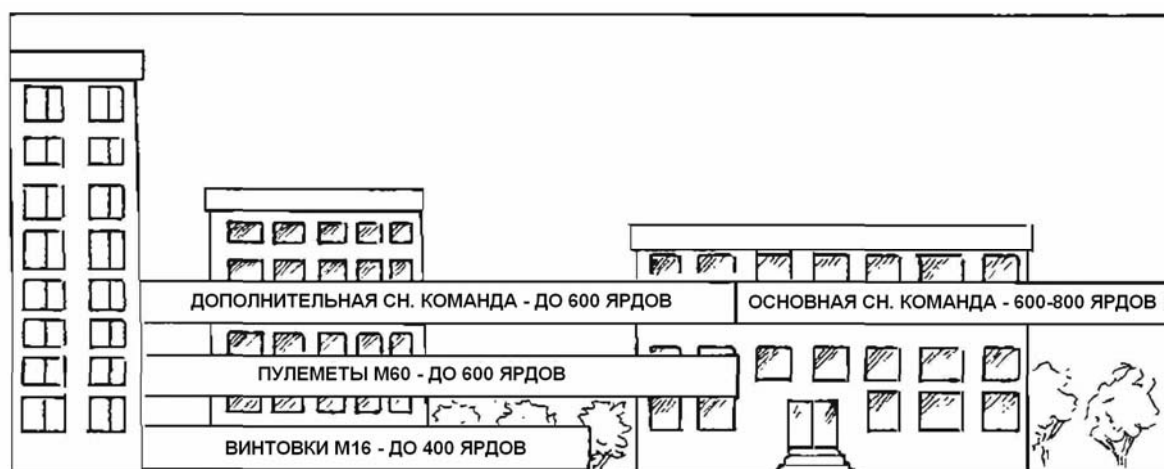 ДОПОЛНИТЕЛЬНАЯ СН. КОМАНДА - ДО 600 ЯРДОВ
ОСНОВНАЯ СН. КОМАНДА - 600-800 ЯРДОВ
ПУЛЕМЕТЫ М60 - ДО 600 ЯРДОВ
ВИНТОВКИ М16 - ДО 400 ЯРДОВ